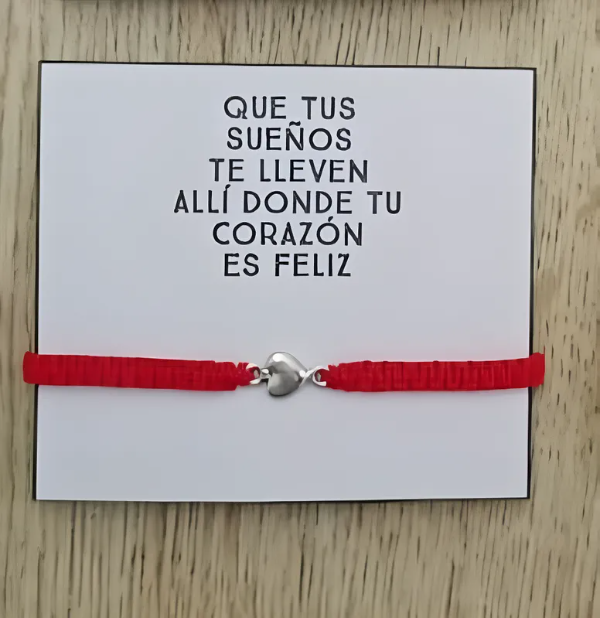 QUE TUS
SUEÑOS
TE LLEVEN
ALLÍ DONDE TU
CORAZÓN
ES FELIZ